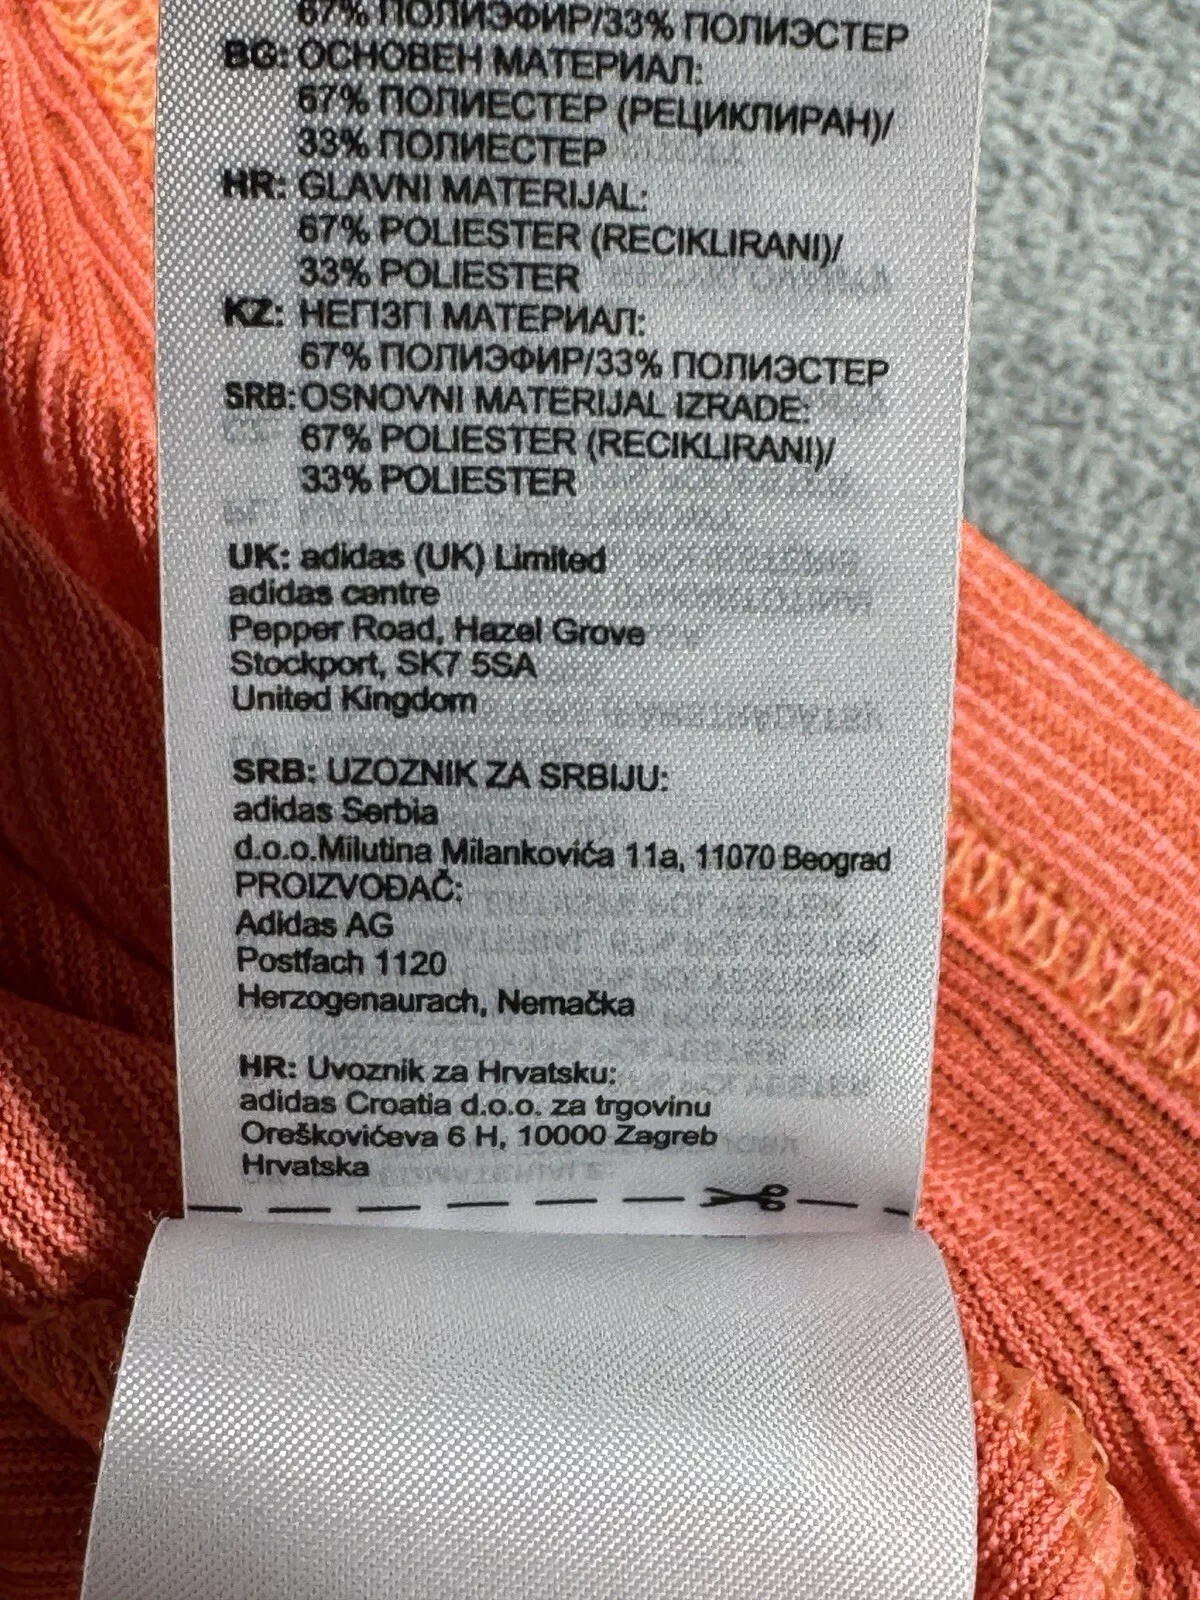 67% ПОЛИЭФИР/33% ПОЛИЭСТЕР
BG: ОСНОВЕН МАТЕРИАЛ:
67% ПОЛИЕСТЕР (РЕЦИКЛИРАН)/
33% ПОЛИЕСТЕР
HR: GLAVNI MATERIJAL:
67% POLIESTER (RECIKLIRANI)/
33% POLIESTER
KZ: НЕГІЗГІ МАТЕРИАЛ:
67% ПОЛИЭФИР/33% ПОЛИЭСТЕР
SRB: OSNOVNI MATERIJAL IZRADE:
67% POLIESTER (RECIKLIRANI)/
33% POLIESTER
UK: adidas (UK) Limited
adidas centre
Pepper Road, Hazel Grove
Stockport, SK7 5SA
United Kingdom
SRB: UZOZNIK ZA SRBIJU:
adidas Serbia
d.o.o.Milutina Milankovića 11a, 11070 Beograd
PROIZVOĐAČ:
Adidas AG
Postfach 1120
Herzogenaurach, Nemačka
HR: Uvoznik za Hrvatsku:
adidas Croatia d.o.o. za trgovinu
Oreškovićeva 6 H, 10000 Zagreb
Hrvatska